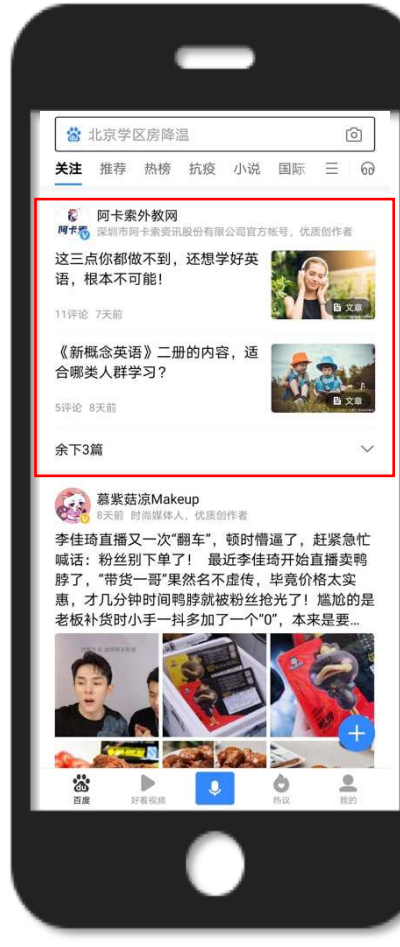 北京学区房降温
关注 推荐 热榜 抗疫 小说 国际
阿卡索外教网
阿卡索
深圳市阿卡索资讯股份有限公司官方帐号，优质创作者
这三点你都做不到，还想学好英
语，根本不可能！
文章
11评论 7天前
《新概念英语》二册的内容，适
合哪类人群学习？
文章
5评论 8天前
余下3篇
慕紫菇凉Makeup
8天前 时尚媒体人，优质创作者
李佳琦直播又一次“翻车”，顿时懵逼了，赶紧急忙
喊话：粉丝别下单了！ 最近李佳琦开始直播卖鸭
脖了，“带货一哥”果然名不虚传，毕竟价格太实
惠，才几分钟时间鸭脖就被粉丝抢光了！尴尬的是
老板补货时小手一抖多加了一个“0”，本来是要...
百度 好看视频 热议 我的